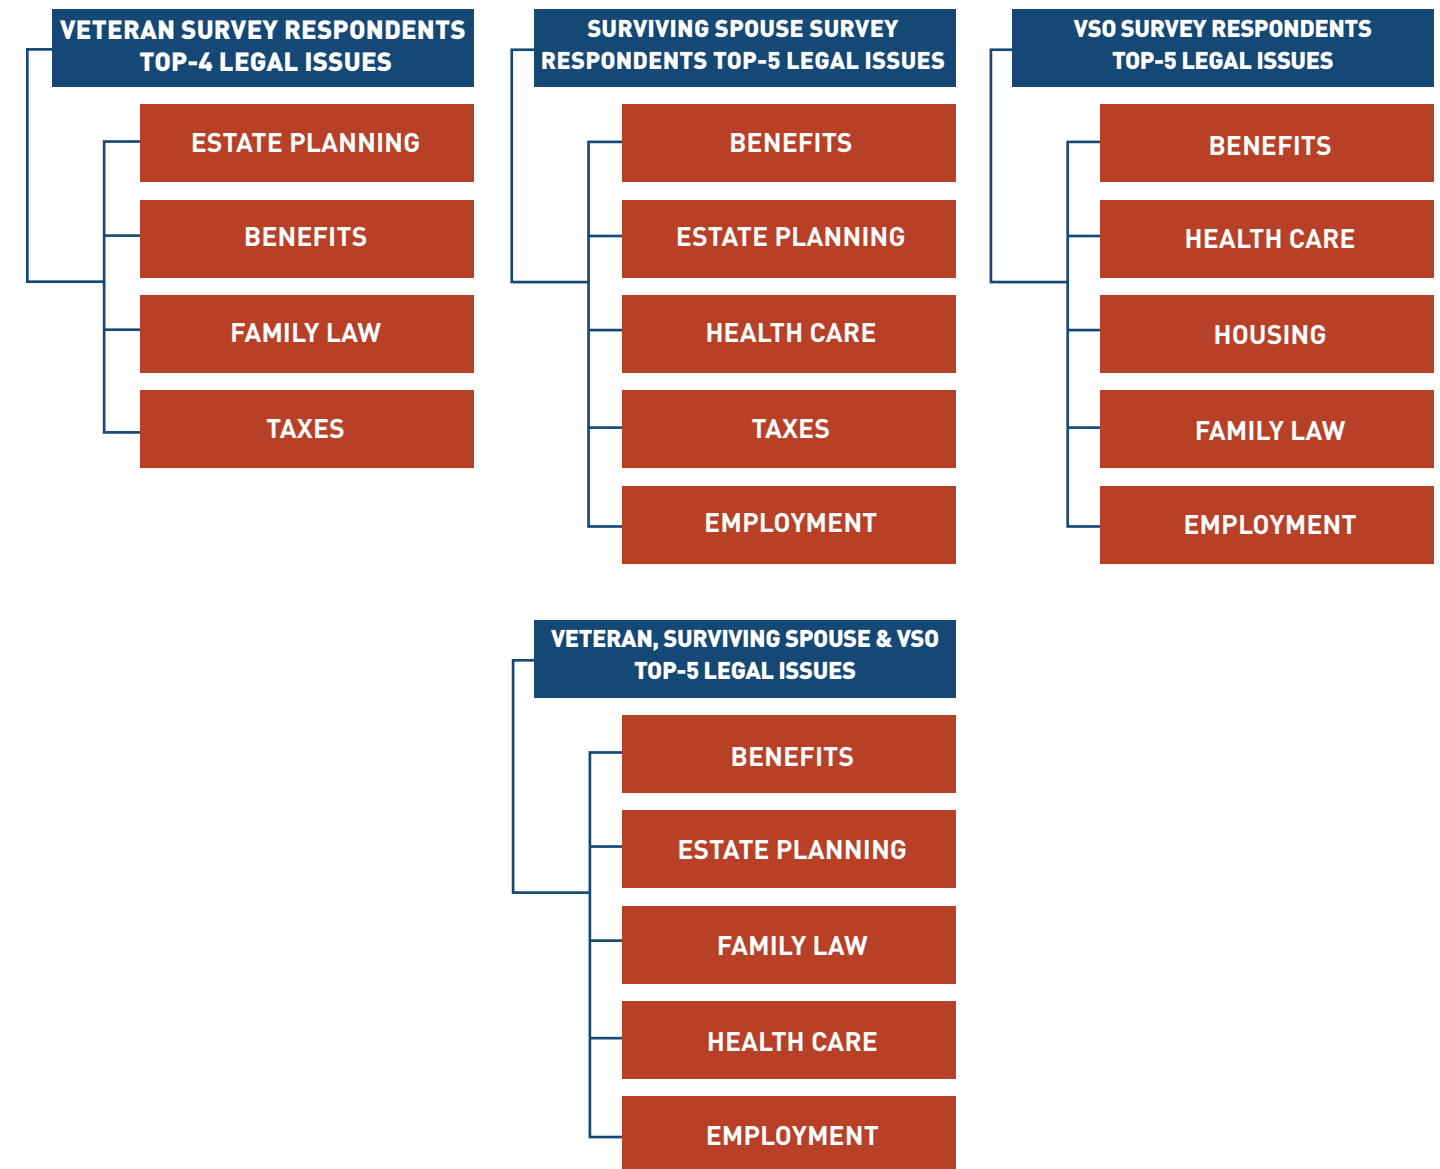 VETERAN SURVEY RESPONDENTS
TOP-4 LEGAL ISSUES
ESTATE PLANNING
BENEFITS
FAMILY LAW
TAXES
SURVIVING SPOUSE SURVEY
RESPONDENTS TOP-5 LEGAL ISSUES
BENEFITS
ESTATE PLANNING
HEALTH CARE
TAXES
EMPLOYMENT
VSO SURVEY RESPONDENTS
TOP-5 LEGAL ISSUES
BENEFITS
HEALTH CARE
HOUSING
FAMILY LAW
EMPLOYMENT
VETERAN, SURVIVING SPOUSE & VSO
TOP-5 LEGAL ISSUES
BENEFITS
ESTATE PLANNING
FAMILY LAW
HEALTH CARE
EMPLOYMENT